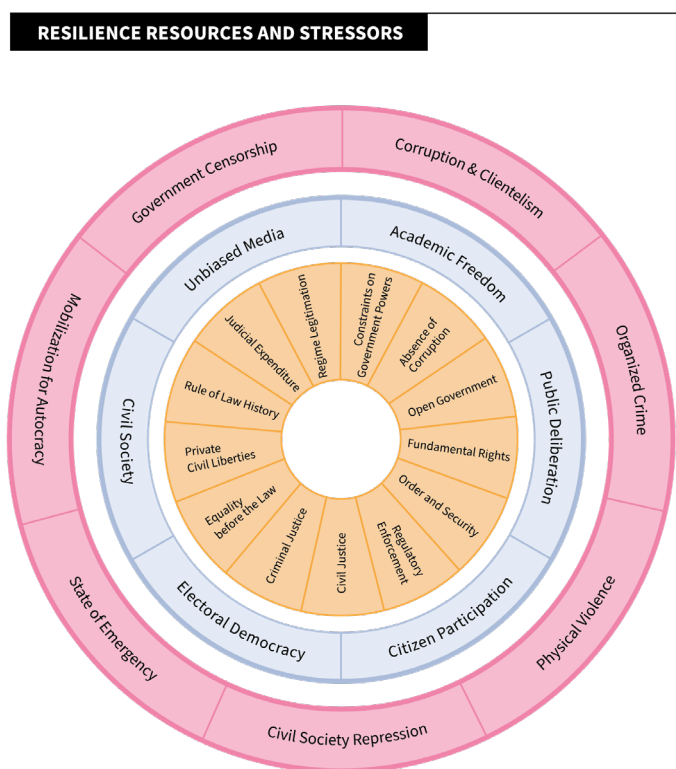 RESILIENCE RESOURCES AND STRESSORS
Government Censorship
Corruption & Clientelism
Organized Crime
Physical Violence
Civil Society Repression
State of Emergency
Mobilization for Autocracy
Unbiased Media
Academic Freedom
Public Deliberation
Citizen Participation
Electoral Democracy
Civil Society
Regime Legitimation
Constraints on
Government Powers
Absence of
Corruption
Open Government
Fundamental Rights
Order and Security
Regulatory
Enforcement
Civil Justice
Criminal Justice
Equality
before the Law
Private
Civil Liberties
Rule of Law History
Judicial Expenditure